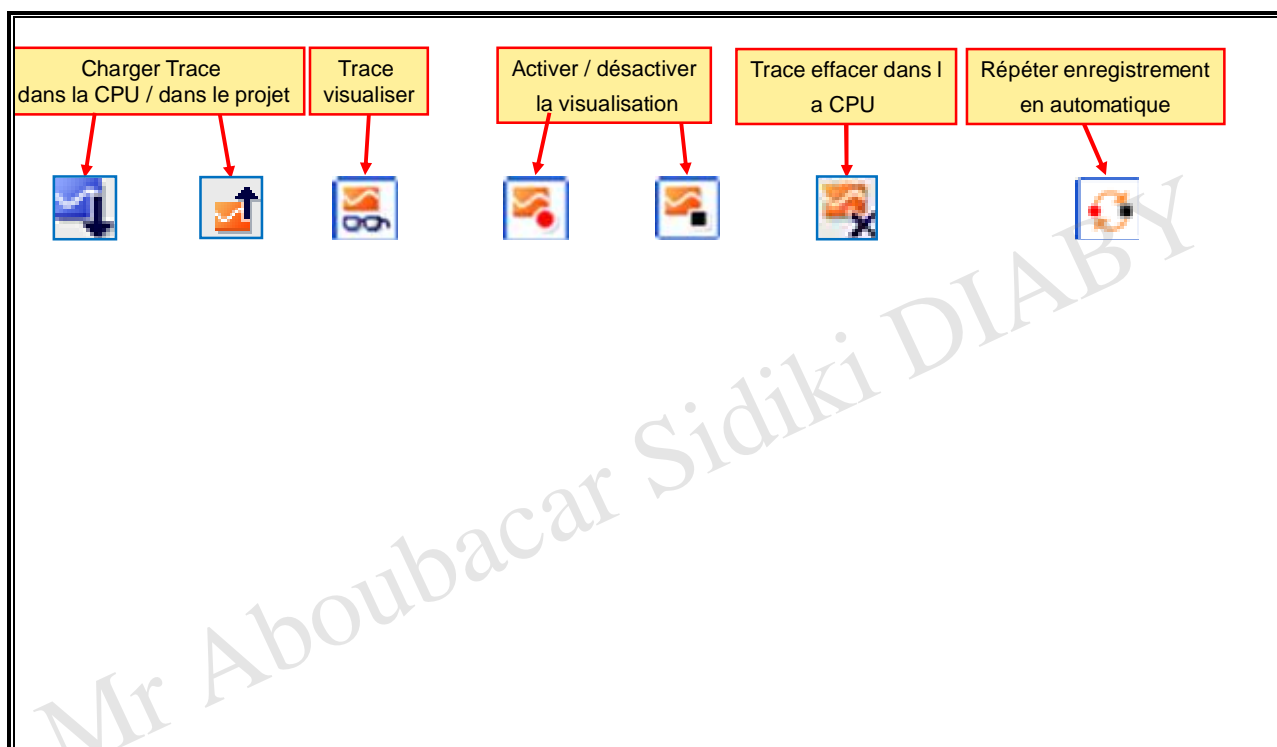 Charger Trace
dans la CPU / dans le projet
Trace
visualiser
Activer / désactiver
la visualisation
Trace effacer dans l
a CPU
Répéter enregistrement
en automatique
Mr Aboubacar Sidiki DIABY